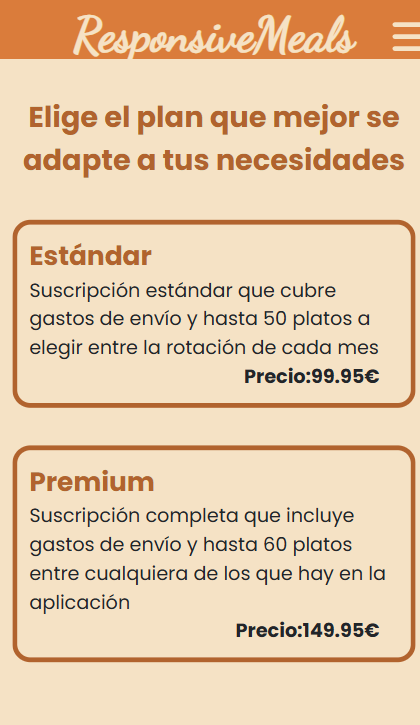 ResponsiveMeals
Elige el plan que mejor se
adapte a tus necesidades
Estándar
Suscripción estándar que cubre
gastos de envío y hasta 50 platos a
elegir entre la rotación de cada mes
Precio:99.95€
Premium
Suscripción completa que incluye
gastos de envío y hasta 60 platos
entre cualquiera de los que hay en la
aplicación
Precio:149.95€